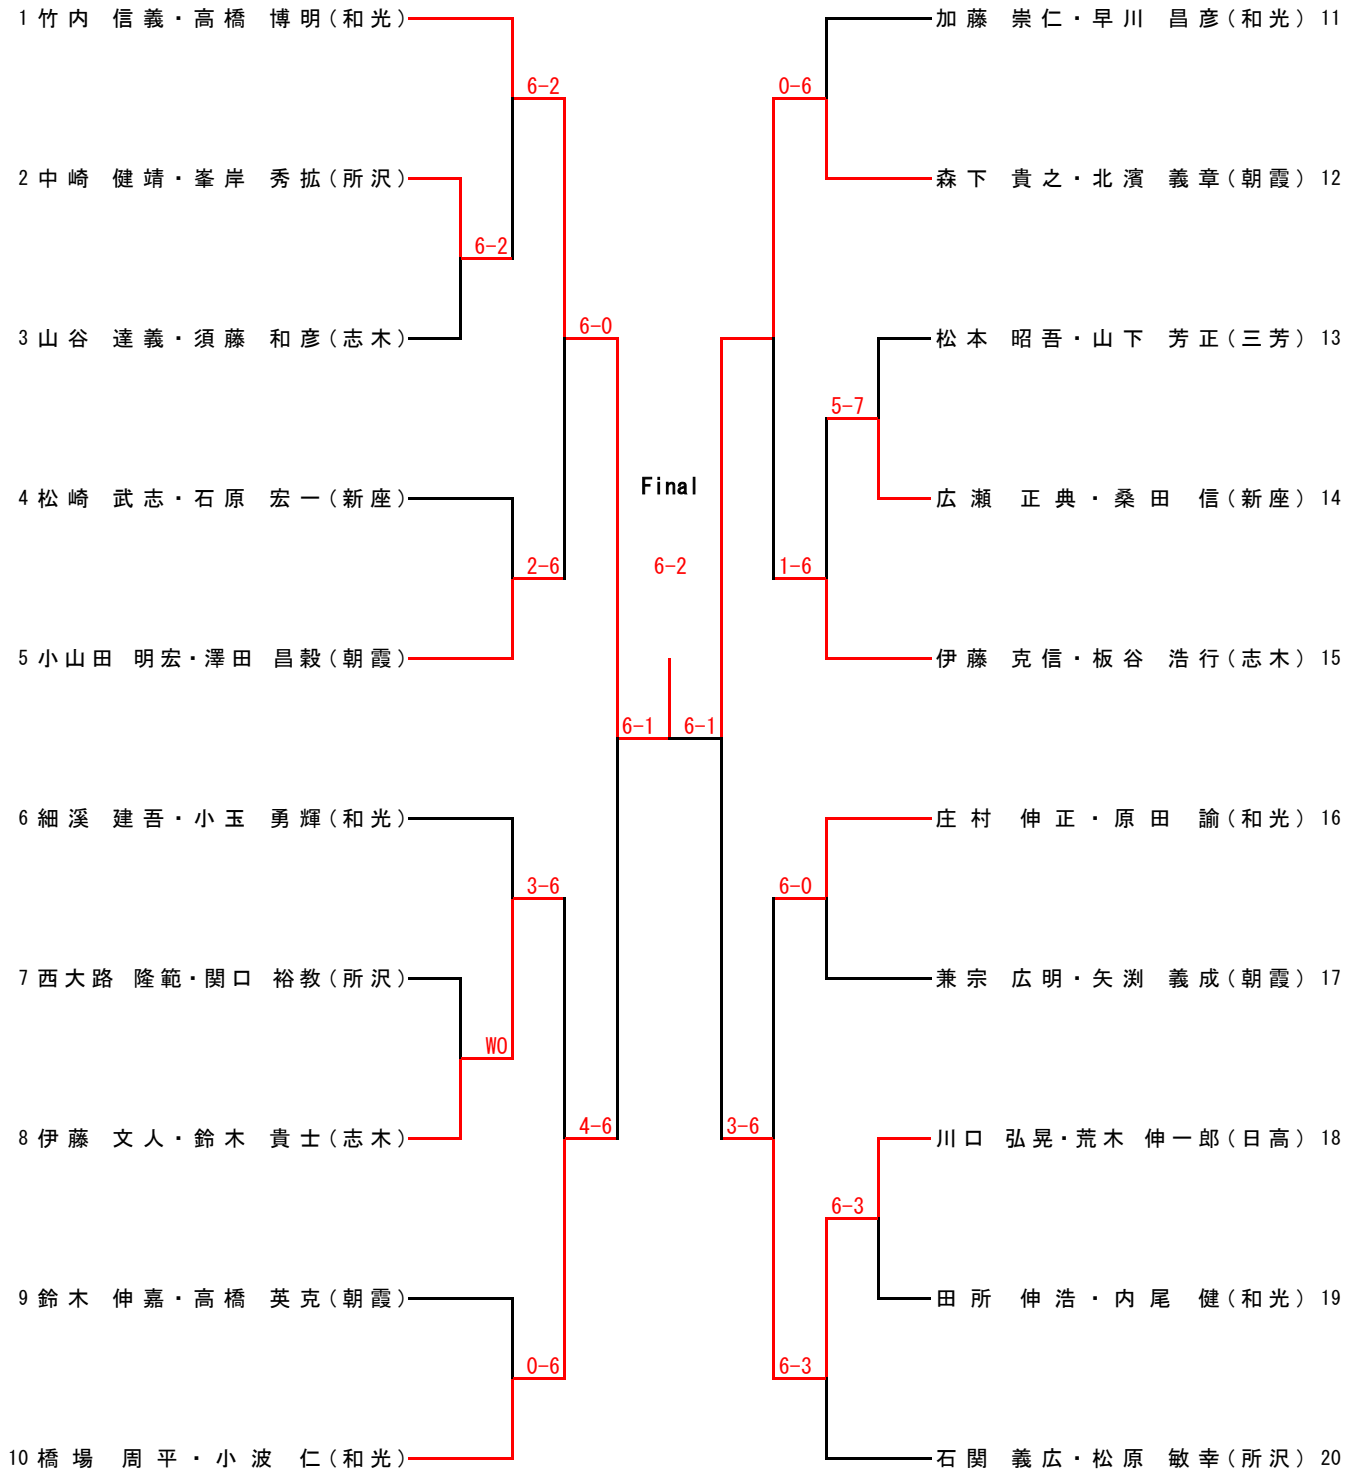 1 竹内 信義・高橋 博明(和光)
6-2
2 中崎 健靖・峯岸 秀拡(所沢)
6-2
3 山谷 達義・須藤 和彦(志木)
6-0
4 松崎 武志・石原 宏一(新座)
2-6
5 小山田 明宏・澤田 昌毅(朝霞)
6-1
6 細溪 建吾・小玉 勇輝(和光)
3-6
7 西大路 隆範・関口 裕教(所沢)
WO
8 伊藤 文人・鈴木 貴士(志木)
4-6
9 鈴木 伸嘉・高橋 英克(朝霞)
0-6
10 橋場 周平・小波 仁(和光)
Final
6-2
加藤 崇仁・早川 昌彦(和光) 11
0-6
森下 貴之・北濱 義章(朝霞) 12
松本 昭吾・山下 芳正(三芳) 13
5-7
広瀬 正典・桑田 信(新座) 14
1-6
伊藤 克信・板谷 浩行(志木) 15
6-1
庄村 伸正・原田 諭(和光) 16
6-0
兼宗 広明・矢渕 義成(朝霞) 17
3-6
川口 弘晃・荒木 伸一郎(日高) 18
6-3
田所 伸浩・内尾 健(和光) 19
6-3
石関 義広・松原 敏幸(所沢) 20